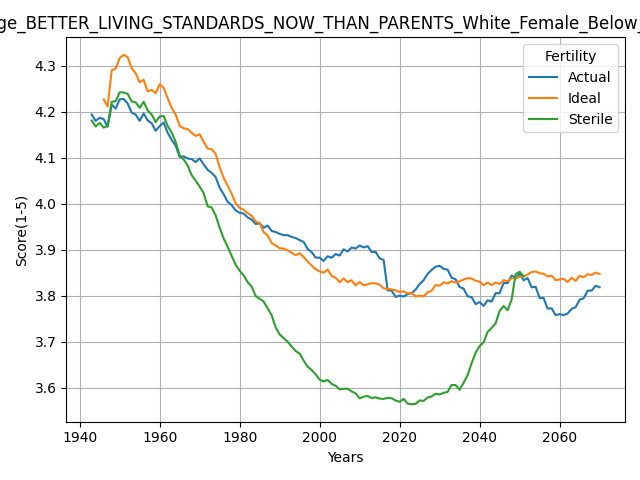 ge_BETTER_LIVING_STANDARDS_NOW_THAN_PARENTS_White_Female_Below_
Fertility
Actual
Ideal
Sterile
Score(1-5)
4.3
4.2
4.1
4.0
3.9
3.8
3.7
3.6
1940 1960 1980 2000 2020 2040 2060
Years